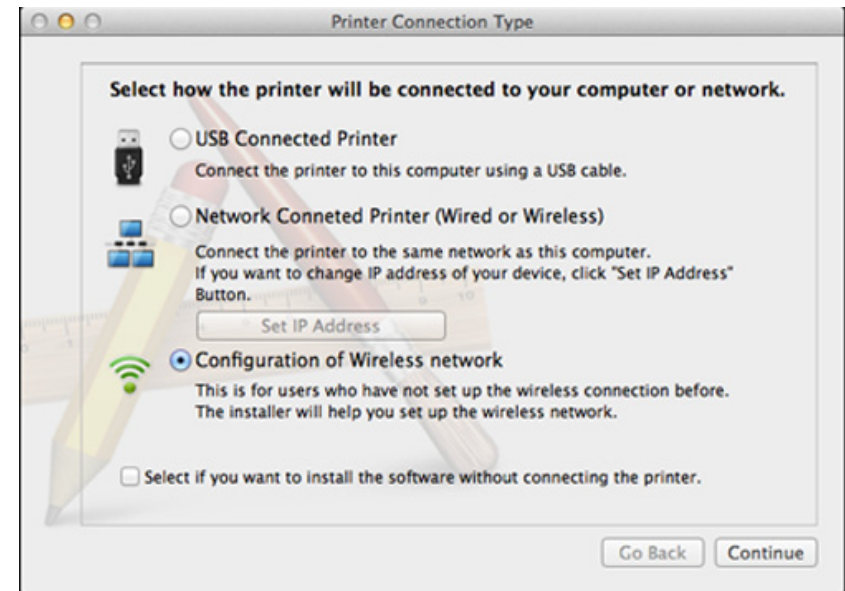 Printer Connection Type
Select how the printer will be connected to your computer or network.
USB Connected Printer
Connect the printer to this computer using a USB cable.
Network Conneted Printer (Wired or Wireless)
Connect the printer to the same network as this computer.
If you want to change IP address of your device, click "Set IP Address"
Button.
Set IP Address
Configuration of Wireless network
This is for users who have not set up the wireless connection before.
The installer will help you set up the wireless network.
Select if you want to install the software without connecting the printer.
Go Back Continue